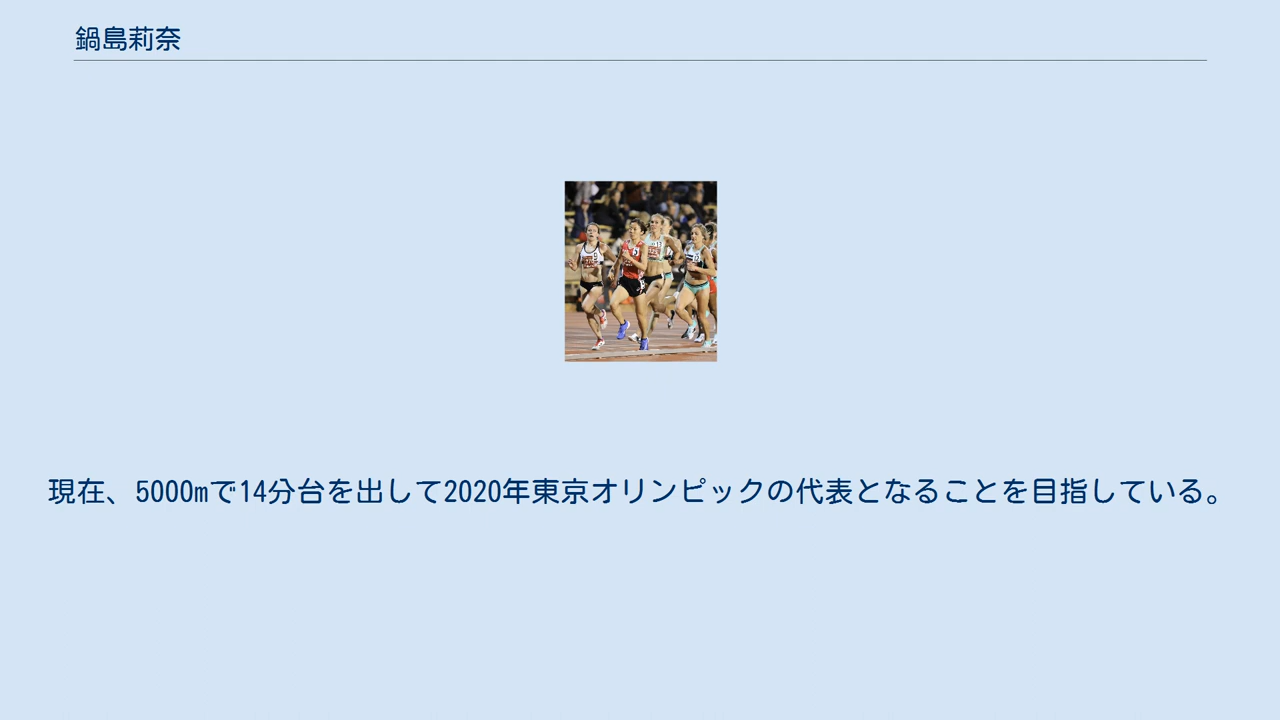 鍋島莉奈
現在、5000mで14分台を出して2020年東京オリンピックの代表となることを目指している。